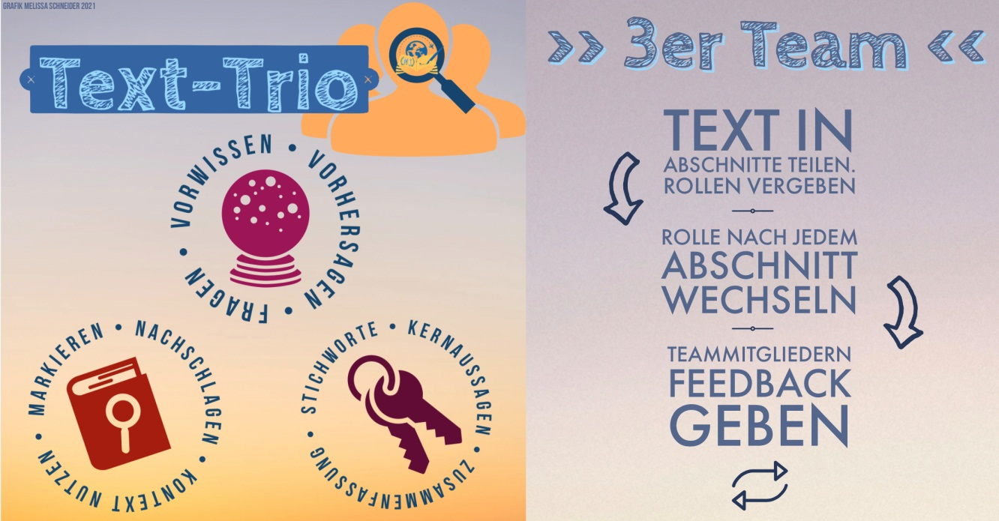 GRAFIK MELISSA SCHNEIDER 2021
Text-Trio
VORWISSEN • VORHERSAGEN • FRAGEN •
MARKIEREN • NACHSCHLAGEN • KONTEXT NUTZEN •
STICHWORTE • KERNAUSSAGEN • ZUSAMMENFASSUNG •
>> 3er Team <<
TEXT IN
ABSCHNITTE TEILEN.
ROLLEN VERGEBEN
ROLLE NACH JEDEM
ABSCHNITT
WECHSELN
TEAMMITGLIEDERN
FEEDBACK
GEBEN